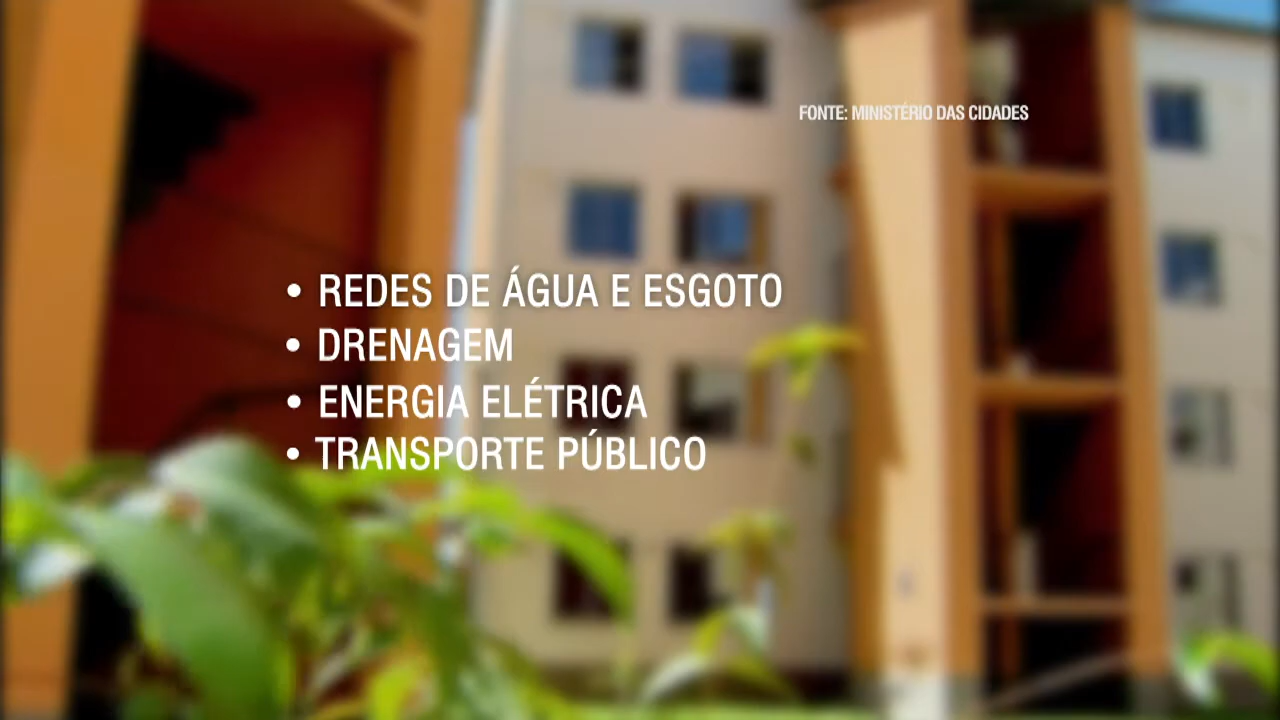 FONTE: MINISTÉRIO DAS CIDADES
• REDES DE ÁGUA E ESGOTO
• DRENAGEM
• ENERGIA ELÉTRICA
• TRANSPORTE PÚBLICO